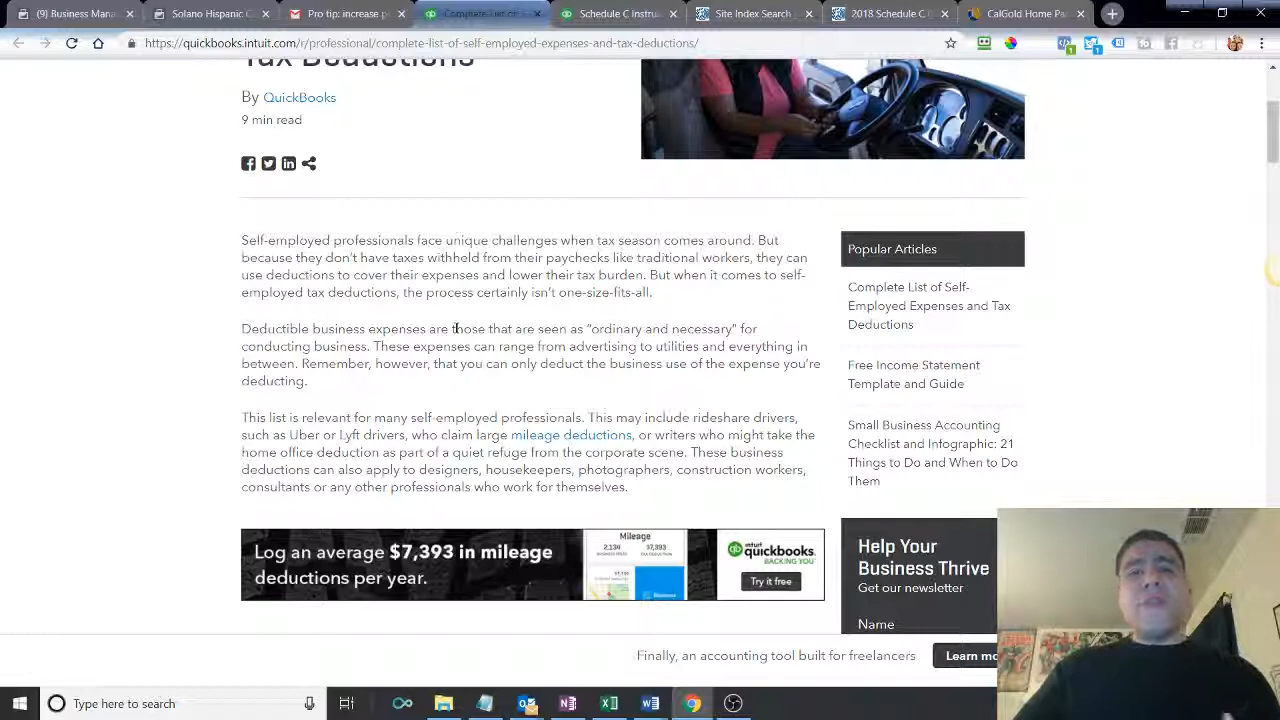 (9) Business Mana
Solano Hispanic C
Pro tip: increase p
Complete List of
Schedule C Instru
Site Index Search
2018 Schedule C (
CalGold Home Pa
https://quickbooks.intuit.com/r/professional/complete-list-of-self-employed-expenses-and-tax-deductions/
Tax Deductions
By QuickBooks
9 min read
Self-employed professionals face unique challenges when tax season comes around. But
because they don't have taxes withheld from their paychecks like traditional workers, they can
use deductions to cover their expenses and lower their tax burden. But when it comes to self-
employed tax deductions, the process certainly isn't one-size-fits-all.
Deductible business expenses are those that are seen as "ordinary and necessary" for
conducting business. These expenses can range from advertising to utilities and everything in
between. Remember, however, that you can only deduct the business use of the expense you're
deducting.
This list is relevant for many self-employed professionals. This may include rideshare drivers,
such as Uber or Lyft drivers, who claim large mileage deductions, or writers who might take the
home office deduction as part of a quiet refuge from the corporate scene. These business
deductions can also apply to designers, housekeepers, photographers, construction workers,
consultants or any other professionals who work for themselves.
Popular Articles
Complete List of Self-
Employed Expenses and Tax
Deductions
Free Income Statement
Template and Guide
Small Business Accounting
Checklist and Infographic: 21
Things to Do and When to Do
Them
Log an average $7,393 in mileage
deductions per year.
Mileage
intuit
quickbooks.
BACKING YOU
Try it free
Help Your
Business Thrive
Get our newsletter
Name
Finally, an accounting tool built for freelancers
Learn mo
Type here to search